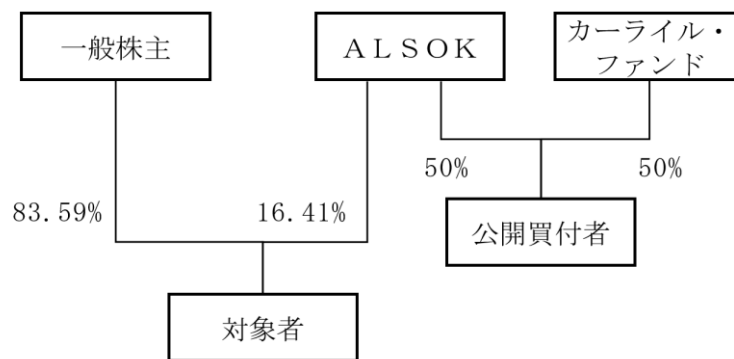 一般株主
ＡＬＳＯＫ
カーライル・
ファンド
50%
50%
83.59%
16.41%
公開買付者
対象者